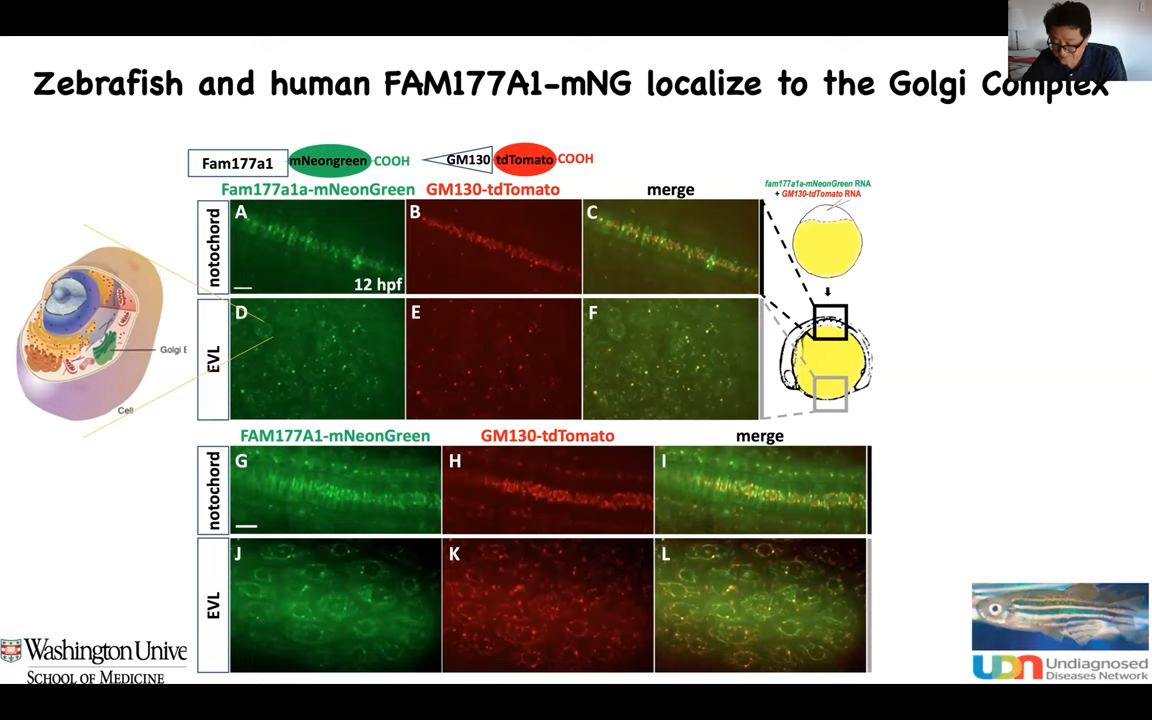 Zebrafish and human FAM177A1-mNG localize to the Golgi Complex
Fam177a1 mNeongreen COOH GM130 tdTomato COOH
Fam177a1a-mNeonGreen GM130-tdTomato merge
fam177a1a-mNeonGreen RNA
+ GM130-tdTomato RNA
notochord
A B C
12 hpf
EVL
D E F
Golgi
Cell
FAM177A1-mNeonGreen GM130-tdTomato merge
notochord
G H I
EVL
J K L
Washington Unive
SCHOOL OF MEDICINE
UDN Undiagnosed
Diseases Network